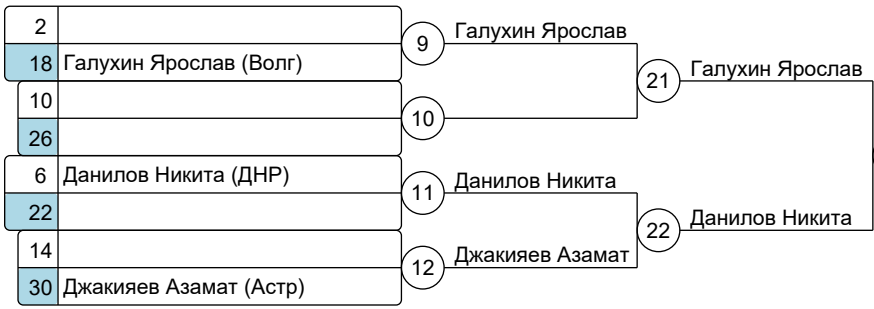 2
Галухин Ярослав
9
18 Галухин Ярослав (Волг)
Галухин Ярослав
21
10
10
26
6 Данилов Никита (ДНР)
Данилов Никита
11
22
Данилов Никита
22
14
Джакияев Азамат
12
30 Джакияев Азамат (Астр)